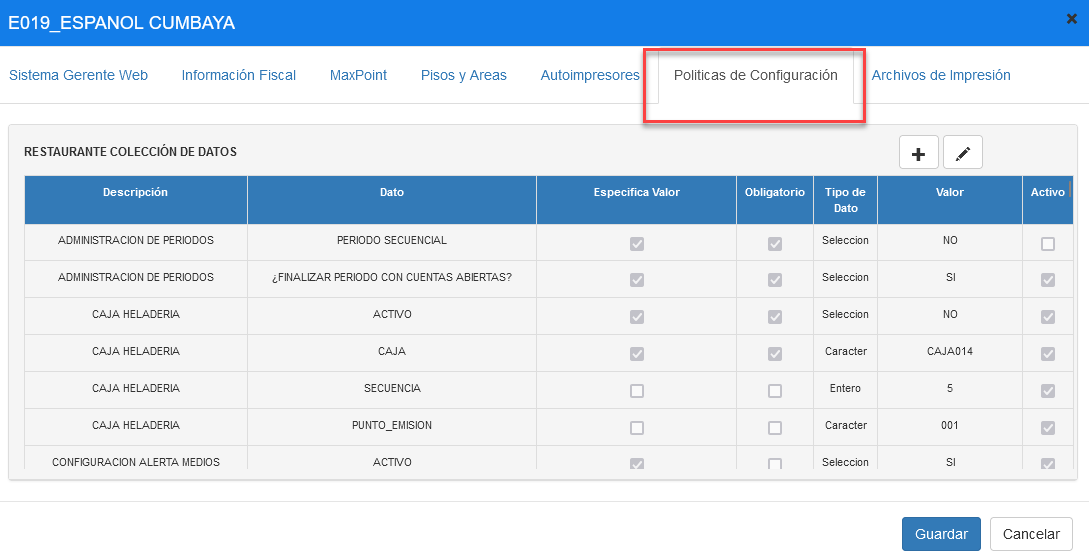 E019_ESPANOL CUMBAYA
Sistema Gerente Web Información Fiscal MaxPoint Pisos y Areas Autoimpresores Politicas de Configuración Archivos de Impresión
RESTAURANTE COLECCIÓN DE DATOS
Descripción Dato Especifica Valor Obligatorio Tipo de Dato Valor Activo
ADMINISTRACION DE PERIODOS PERIODO SECUENCIAL Seleccion NO
ADMINISTRACION DE PERIODOS ¿FINALIZAR PERIODO CON CUENTAS ABIERTAS? Seleccion SI
CAJA HELADERIA ACTIVO Seleccion NO
CAJA HELADERIA CAJA Caracter CAJA014
CAJA HELADERIA SECUENCIA Entero 5
CAJA HELADERIA PUNTO_EMISION Caracter 001
CONFIGURACION ALERTA MEDIOS ACTIVO Seleccion SI
Guardar Cancelar